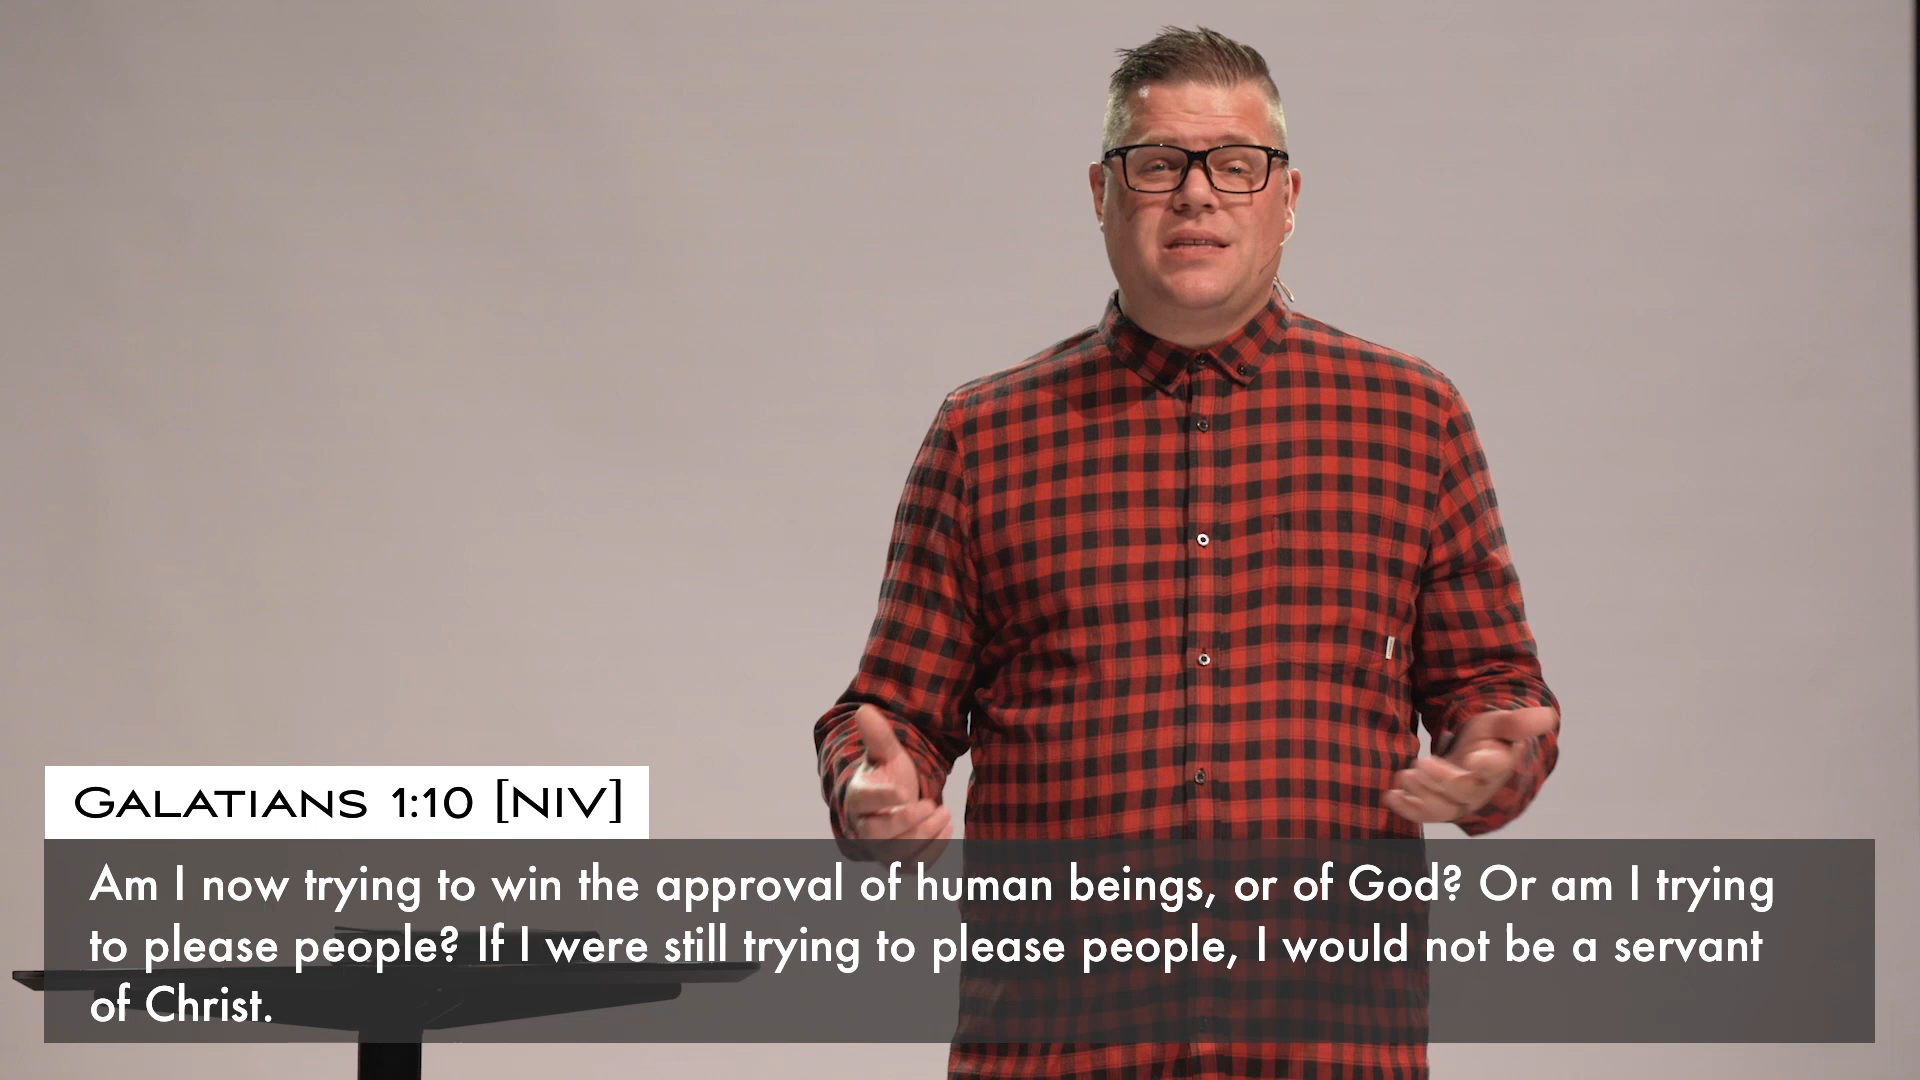 GALATIANS 1:10 [NIV]
Am I now trying to win the approval of human beings, or of God? Or am I trying
to please people? If I were still trying to please people, I would not be a servant
of Christ.